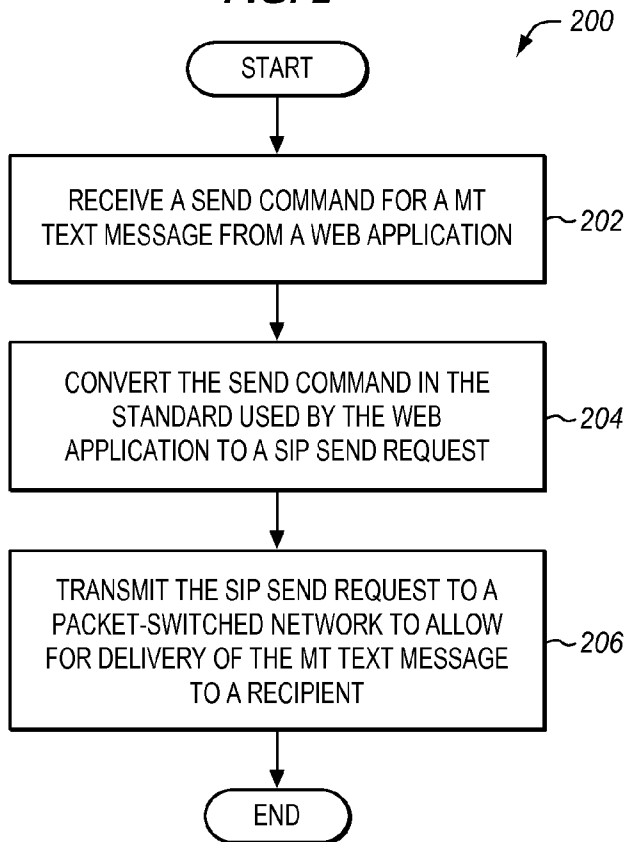 200
START
RECEIVE A SEND COMMAND FOR A MT
TEXT MESSAGE FROM A WEB APPLICATION
202
CONVERT THE SEND COMMAND IN THE
STANDARD USED BY THE WEB
APPLICATION TO A SIP SEND REQUEST
204
TRANSMIT THE SIP SEND REQUEST TO A
PACKET-SWITCHED NETWORK TO ALLOW
FOR DELIVERY OF THE MT TEXT MESSAGE
TO A RECIPIENT
206
END